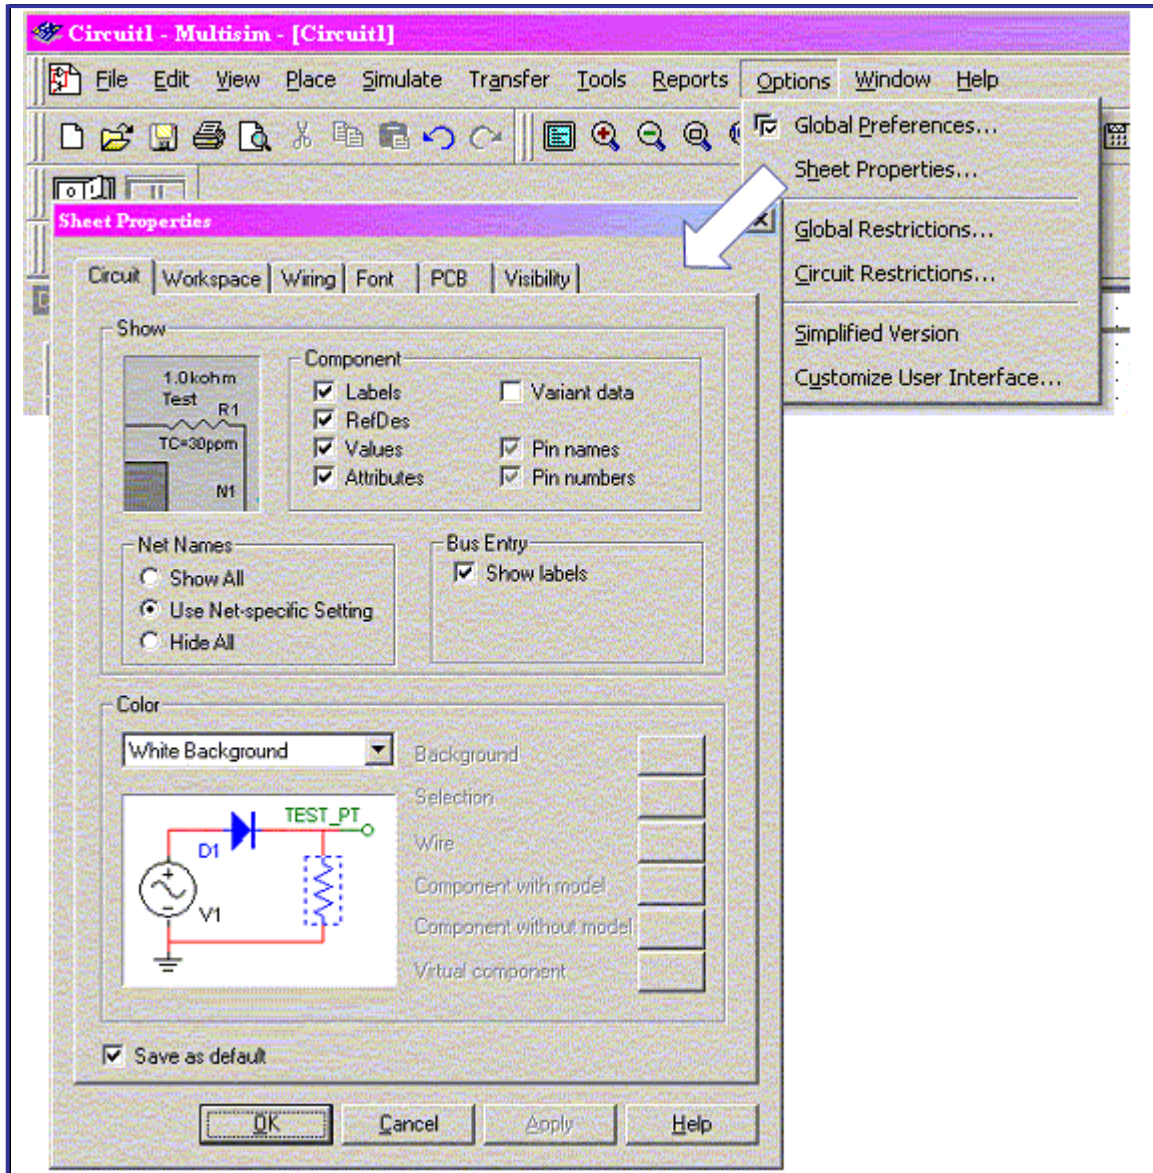 Circuit1 - Multisim - [Circuit1]
File Edit View Place Simulate Transfer Tools Reports Options Window Help
Global Preferences...
Sheet Properties...
Global Restrictions...
Circuit Restrictions...
Simplified Version
Customize User Interface...
Sheet Properties
Circuit Workspace Wiring Font PCB Visibility
Show
1.0kohm
Test
R1
TC=30ppm
N1
Component
Labels Variant data
RefDes
Values Pin names
Attributes Pin numbers
Net Names
Show All
Use Net-specific Setting
Hide All
Bus Entry
Show labels
Color
White Background
Background
Selection
Wire
Component with model
Component without model
Virtual component
TEST_PT
D1
V1
Save as default
OK Cancel Apply Help